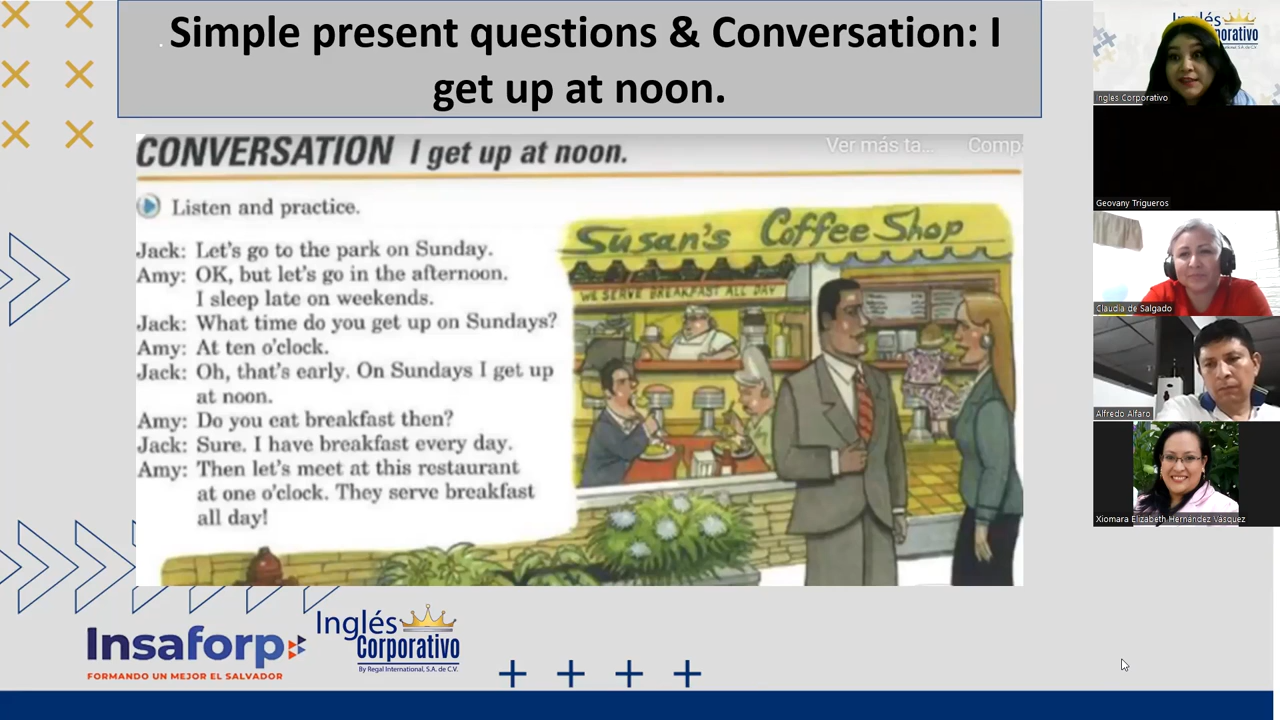 Simple present questions & Conversation: I
get up at noon.
CONVERSATION I get up at noon.
Ver más ta...
Comp
Listen and practice.
Jack: Let's go to the park on Sunday.
Amy: OK, but let's go in the afternoon.
I sleep late on weekends.
Jack: What time do you get up on Sundays?
Amy: At ten o'clock.
Jack: Oh, that's early. On Sundays I get up
at noon.
Amy: Do you eat breakfast then?
Jack: Sure. I have breakfast every day.
Amy: Then let's meet at this restaurant
at one o'clock. They serve breakfast
all day!
Susan's Coffee Shop
WE SERVE BREAKFAST ALL DAY
Insaforp
FORMANDO UN MEJOR EL SALVADOR
Inglés
Corporativo
By Regal International, S.A. de C.V.
Inglés Corporativo
Geovany Trigueros
Claudia de Salgado
Alfredo Alfaro
Xiomara Elizabeth Hernández Vásquez